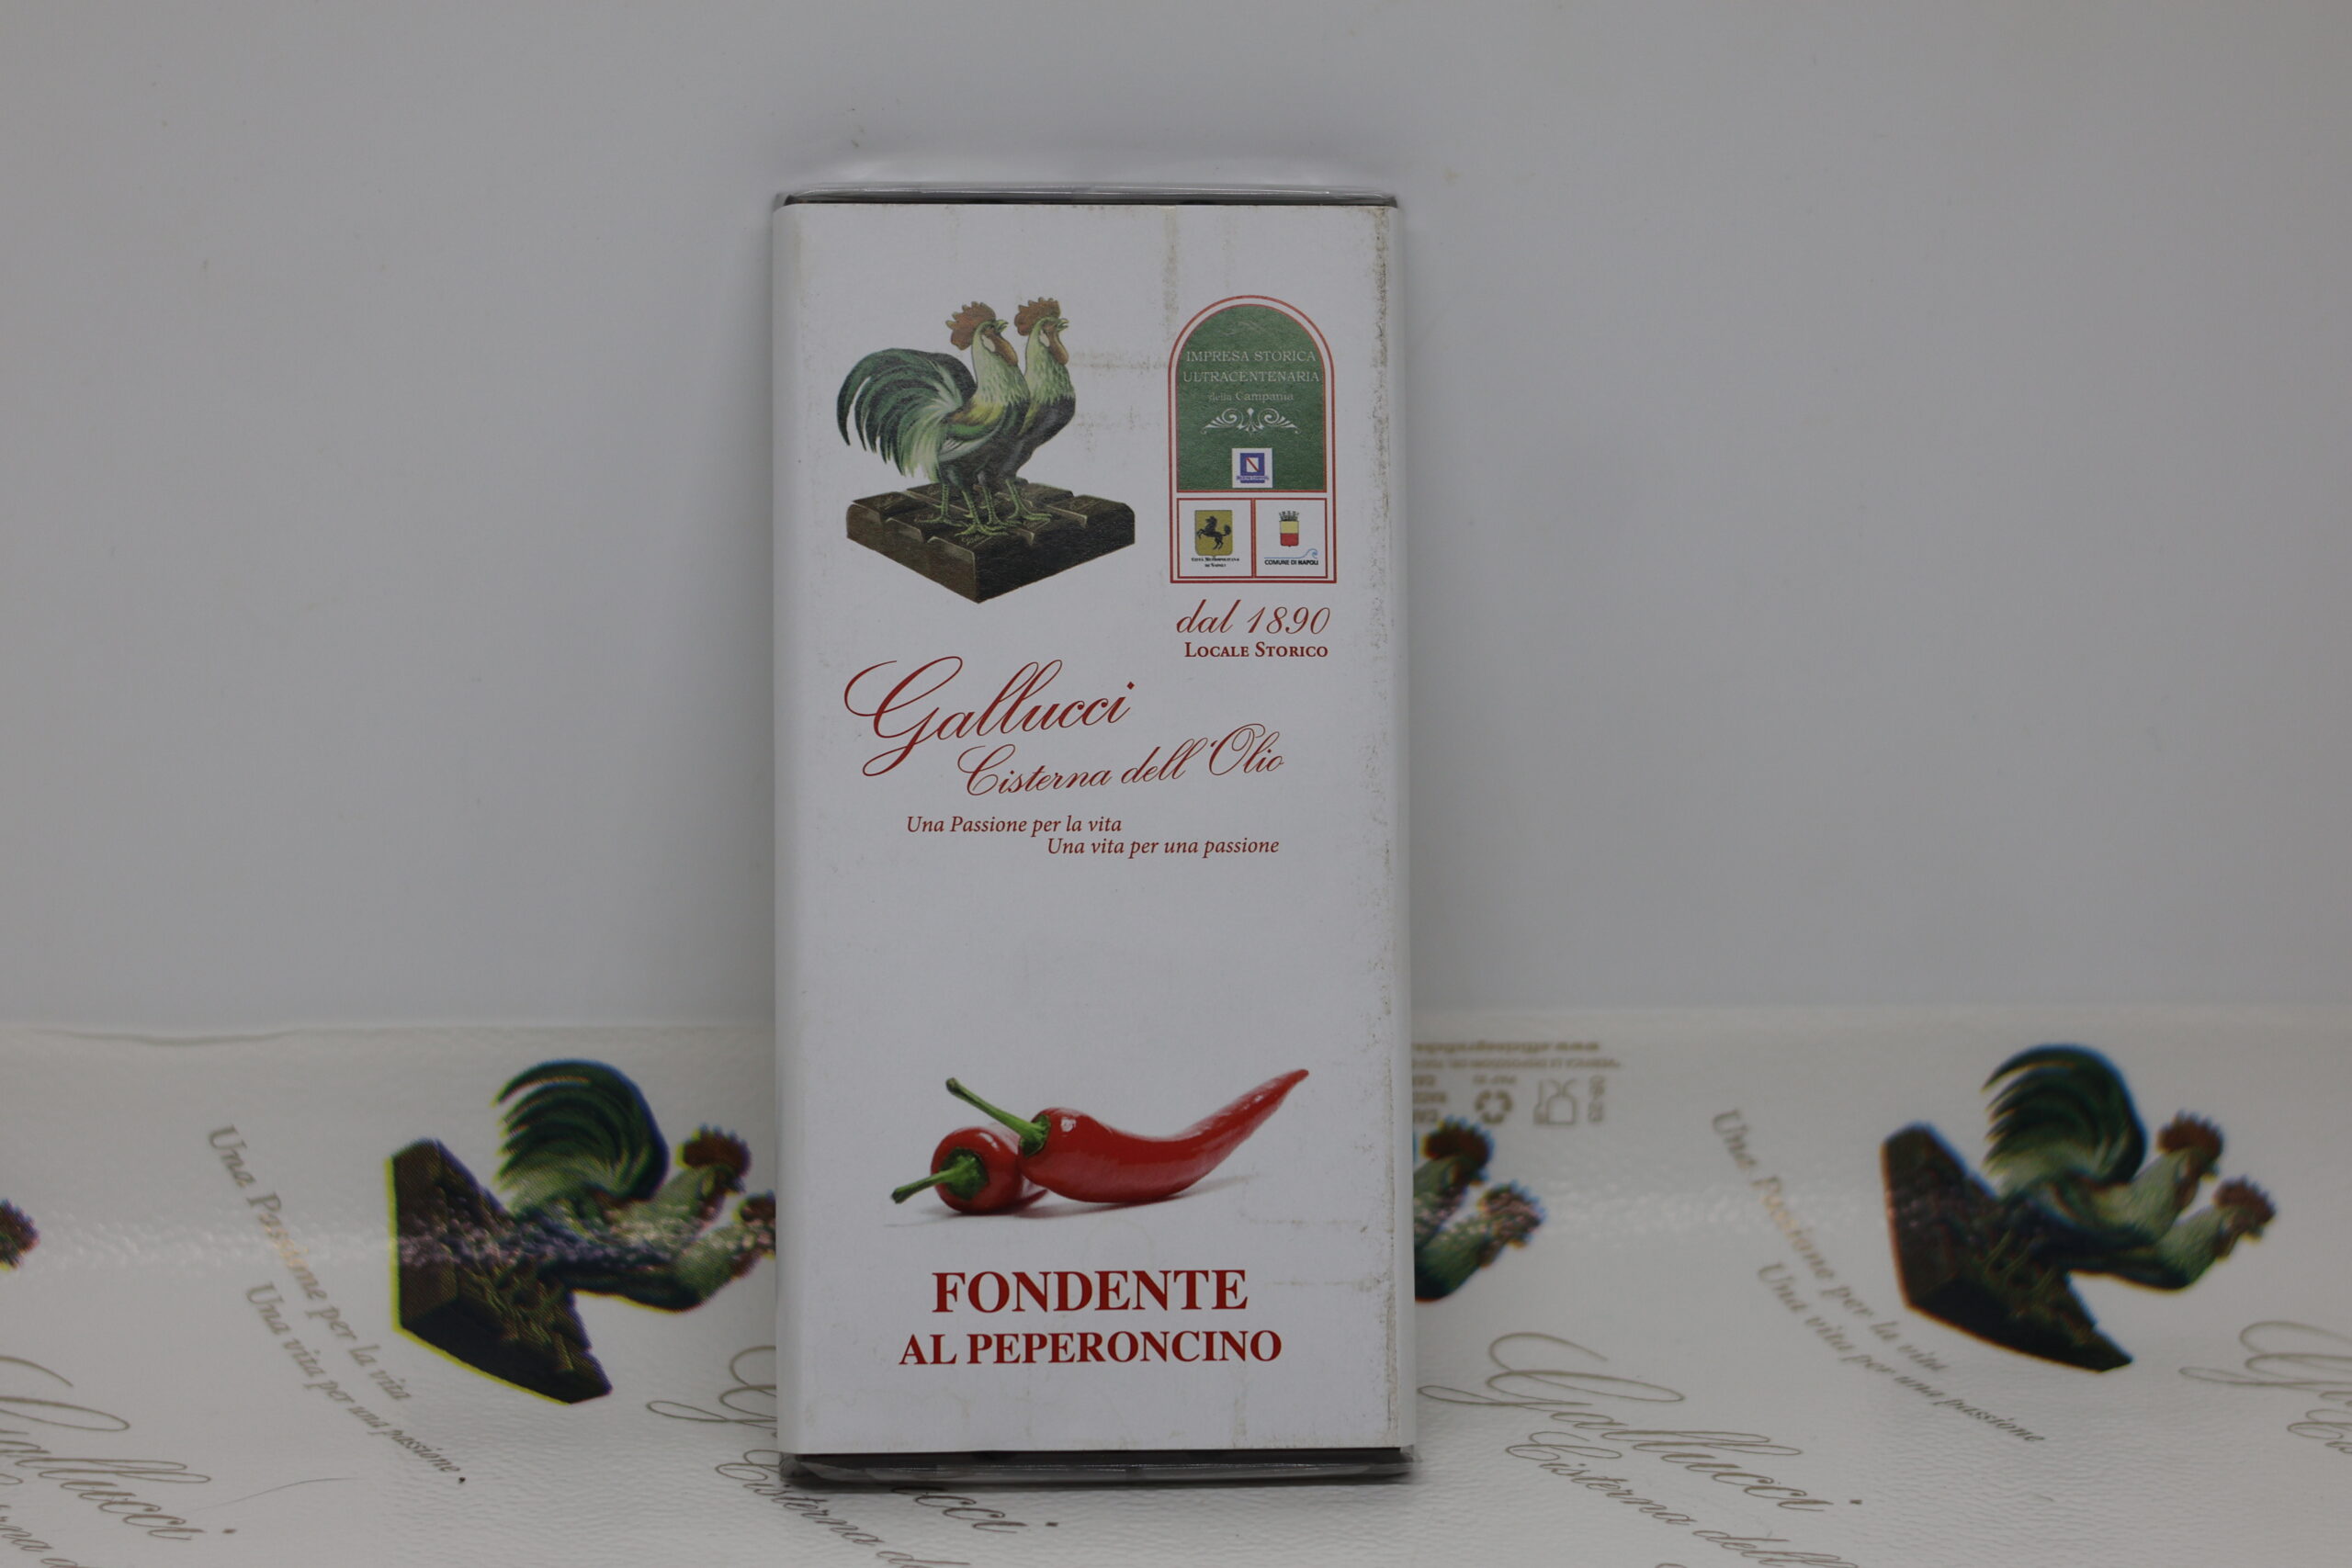 IMPRESA STORICA
ULTRACENTENARIA
della Campania
COMUNE DI NAPOLI
dal 1890
LOCALE STORICO
Gallucci
Cisterna dell'Olio
Una Passione per la vita
Una vita per una passione
FONDENTE
AL PEPERONCINO
Una Passione per la vita
Una vita per una passione
Gallucci
Cisterna dell
Una Passione per la vita
Una vita per una passione
Gallucci